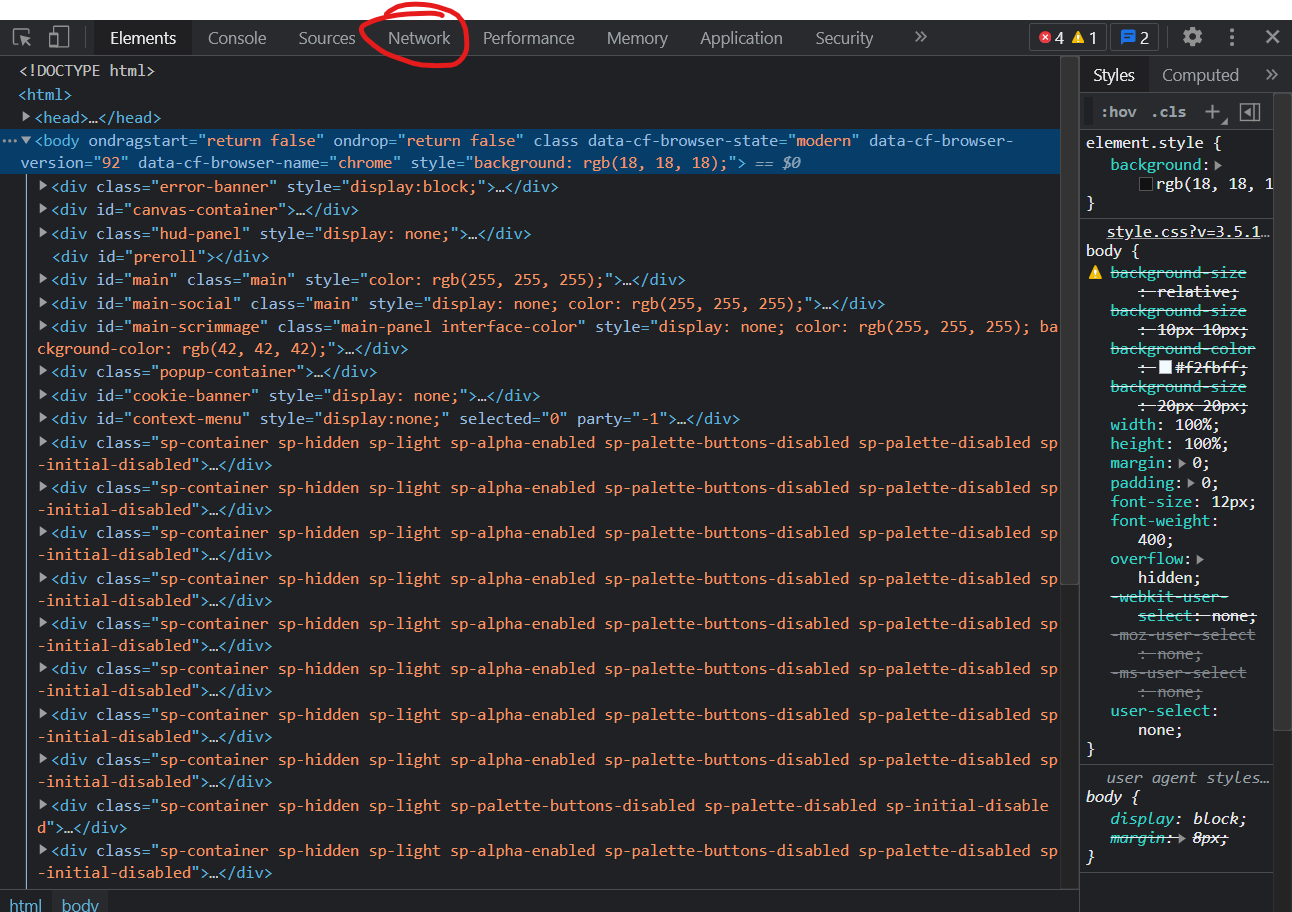 Elements Console Sources Network Performance Memory Application Security » 4 1 2
<!DOCTYPE html>
<html>
<head>…</head>
<body ondragstart="return false" ondrop="return false" class data-cf-browser-state="modern" data-cf-browser-
version="92" data-cf-browser-name="chrome" style="background: rgb(18, 18, 18);"> == $0
<div class="error-banner" style="display:block;">…</div>
<div id="canvas-container">…</div>
<div class="hud-panel" style="display: none;">…</div>
<div id="preroll"></div>
<div id="main" class="main" style="color: rgb(255, 255, 255);">…</div>
<div id="main-social" class="main" style="display: none; color: rgb(255, 255, 255);">…</div>
<div id="main-scrimmage" class="main-panel interface-color" style="display: none; color: rgb(255, 255, 255); ba
ckground-color: rgb(42, 42, 42);">…</div>
<div class="popup-container">…</div>
<div id="cookie-banner" style="display: none;">…</div>
<div id="context-menu" style="display:none;" selected="0" party="-1">…</div>
<div class="sp-container sp-hidden sp-light sp-alpha-enabled sp-palette-buttons-disabled sp-palette-disabled sp
-initial-disabled">…</div>
<div class="sp-container sp-hidden sp-light sp-alpha-enabled sp-palette-buttons-disabled sp-palette-disabled sp
-initial-disabled">…</div>
<div class="sp-container sp-hidden sp-light sp-alpha-enabled sp-palette-buttons-disabled sp-palette-disabled sp
-initial-disabled">…</div>
<div class="sp-container sp-hidden sp-light sp-alpha-enabled sp-palette-buttons-disabled sp-palette-disabled sp
-initial-disabled">…</div>
<div class="sp-container sp-hidden sp-light sp-alpha-enabled sp-palette-buttons-disabled sp-palette-disabled sp
-initial-disabled">…</div>
<div class="sp-container sp-hidden sp-light sp-alpha-enabled sp-palette-buttons-disabled sp-palette-disabled sp
-initial-disabled">…</div>
<div class="sp-container sp-hidden sp-light sp-alpha-enabled sp-palette-buttons-disabled sp-palette-disabled sp
-initial-disabled">…</div>
<div class="sp-container sp-hidden sp-light sp-alpha-enabled sp-palette-buttons-disabled sp-palette-disabled sp
-initial-disabled">…</div>
<div class="sp-container sp-hidden sp-light sp-palette-buttons-disabled sp-palette-disabled sp-initial-disable
d">…</div>
<div class="sp-container sp-hidden sp-light sp-alpha-enabled sp-palette-buttons-disabled sp-palette-disabled sp
-initial-disabled">…</div>
html body
Styles Computed »
:hov .cls +
element.style {
background:
rgb(18, 18, 1
}
style.css?v=3.5.1…
body {
background-size
: relative;
background-size
: 10px 10px;
background-color
: #f2fbff;
background-size
: 20px 20px;
width: 100%;
height: 100%;
margin: 0;
padding: 0;
font-size: 12px;
font-weight:
400;
overflow:
hidden;
-webkit-user-
select: none;
-moz-user-select
: none;
-ms-user-select
: none;
user-select:
none;
}
user agent styles…
body {
display: block;
margin: 8px;
}